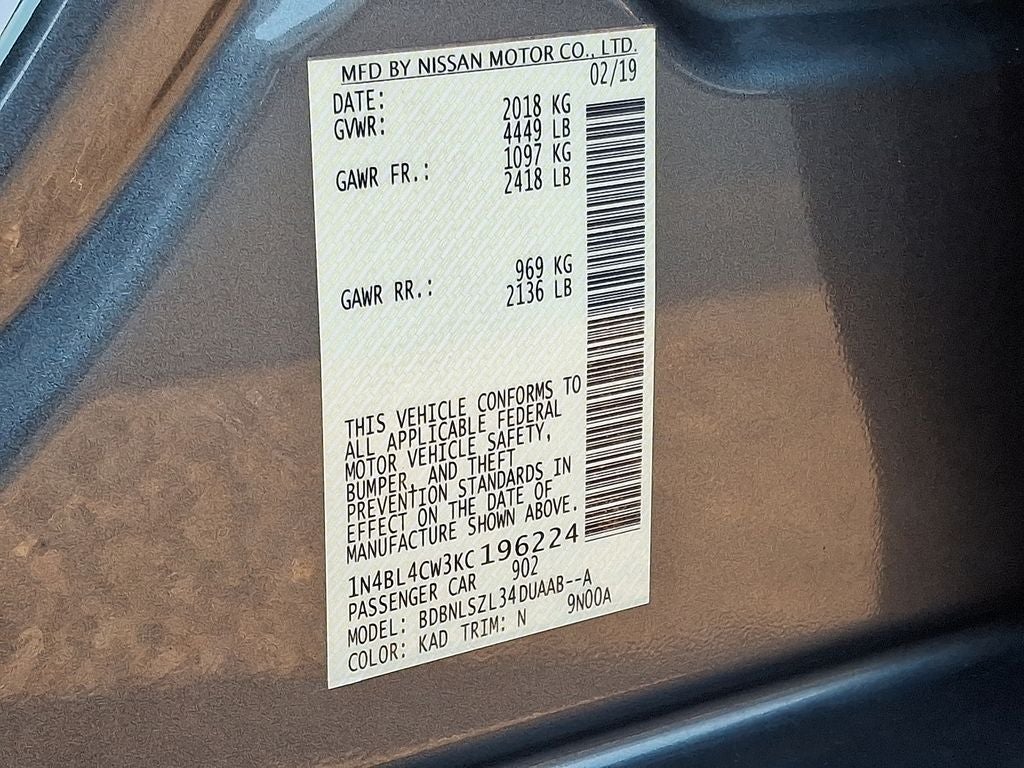 MFD BY NISSAN MOTOR CO., LTD.
DATE: 02/19
GVWR: 2018 KG
4449 LB
GAWR FR.: 1097 KG
2418 LB
GAWR RR.: 969 KG
2136 LB
THIS VEHICLE CONFORMS TO
ALL APPLICABLE FEDERAL
MOTOR VEHICLE SAFETY,
BUMPER, AND THEFT
PREVENTION STANDARDS IN
EFFECT ON THE DATE OF
MANUFACTURE SHOWN ABOVE.
1N4BL4CW3KC196224
PASSENGER CAR 902
MODEL: BDBNLSZL34DUAAB--A
COLOR: KAD TRIM: N 9N00A